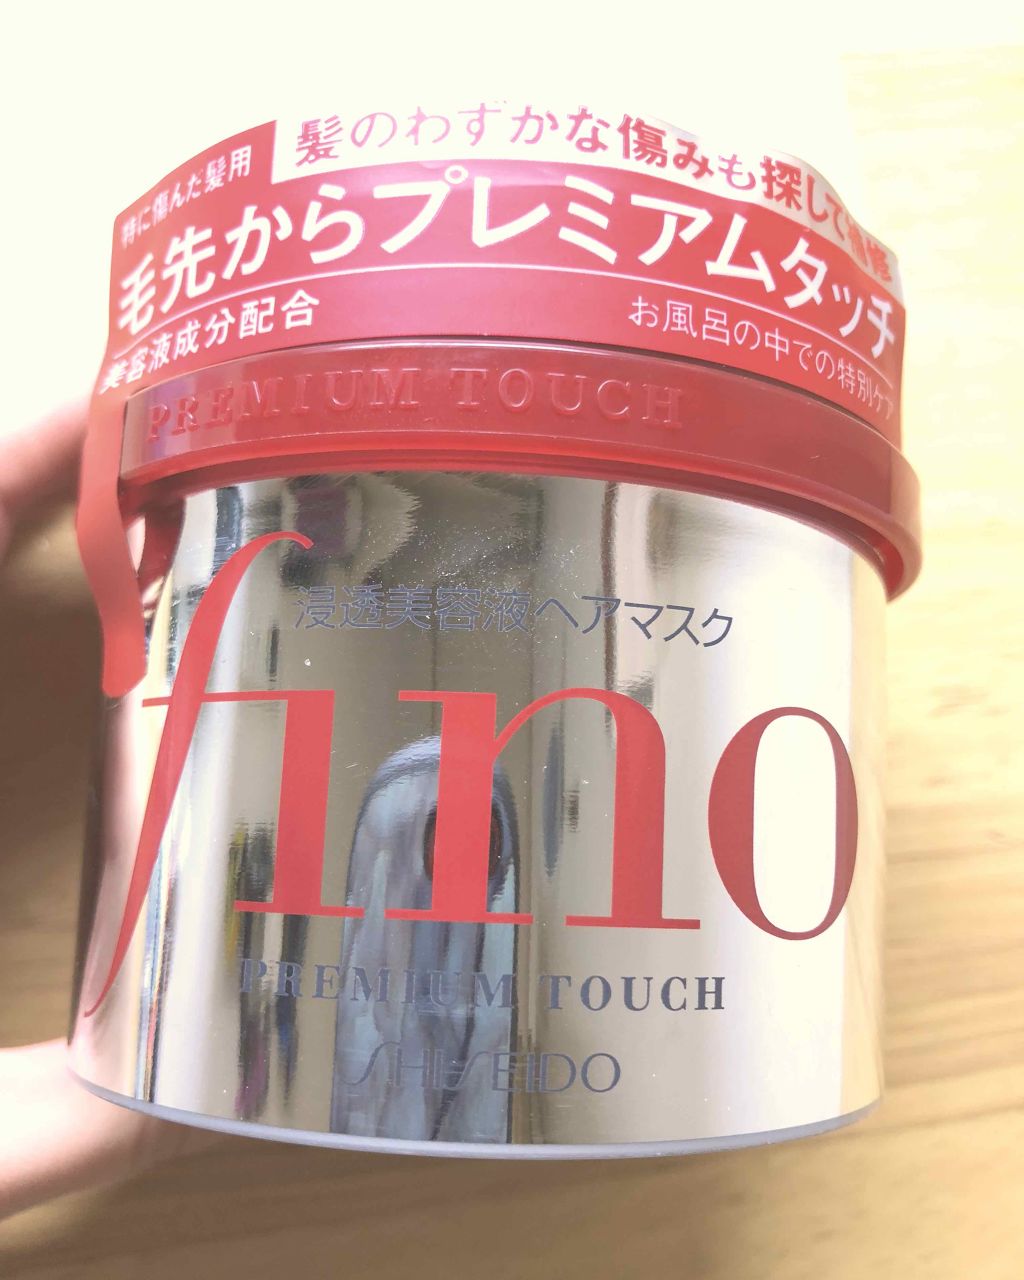 髪のわずかな傷みも探して補修
特に傷んだ髪用
毛先からプレミアムタッチ
美容液成分配合
お風呂の中での特別ケア
PREMIUM TOUCH
浸透美容液ヘアマスク
fino
PREMIUM TOUCH
SHISEIDO